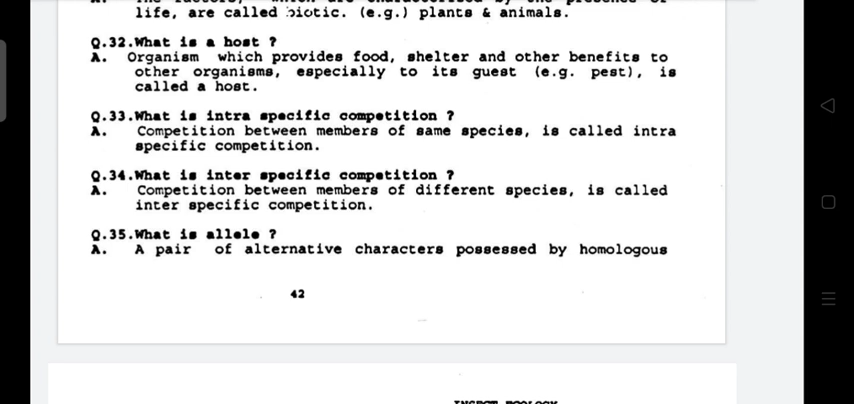 life, are called biotic. (e.g.) plants & animals.
Q.32.What is a host ?
A. Organism which provides food, shelter and other benefits to
other organisms, especially to its guest (e.g. pest), is
called a host.
Q.33.What is intra specific competition ?
A. Competition between members of same species, is called intra
specific competition.
Q.34.What is inter specific competition ?
A. Competition between members of different species, is called
inter specific competition.
Q.35.What is allele ?
A. A pair of alternative characters possessed by homologous
42